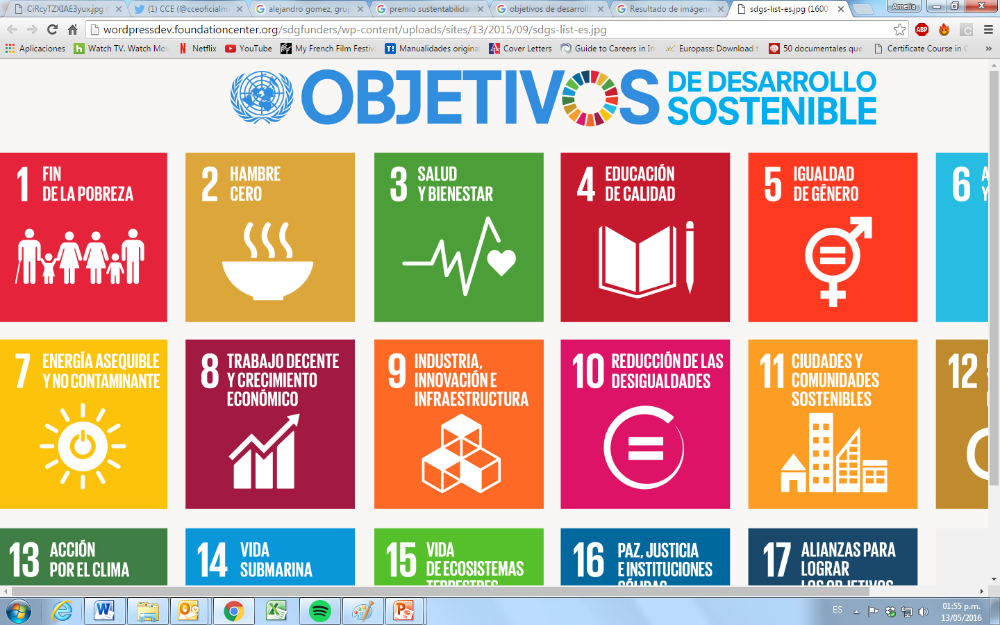 CiRcyTZXIAE3yux.jpg
(1) CCE (@cceoficialm
alejandro gomez, gru
premio sustentabilida
objetivos de desarroll
Resultado de imágene
sdgs-list-es.jpg (1600
Amelia
wordpressdev.foundationcenter.org/sdgfunders/wp-content/uploads/sites/13/2015/09/sdgs-list-es.jpg
ABP
Aplicaciones
Watch TV. Watch Mov
Netflix
YouTube
My French Film Festiv
Manualidades origina
Cover Letters
Guide to Careers in In
Europass: Download t
50 documentales que
Certificate Course in C
OBJETIVOS
DE DESARROLLO
SOSTENIBLE
1 FIN
DE LA POBREZA
2 HAMBRE
CERO
3 SALUD
Y BIENESTAR
4 EDUCACIÓN
DE CALIDAD
5 IGUALDAD
DE GÉNERO
6 A
Y
7 ENERGÍA ASEQUIBLE
Y NO CONTAMINANTE
8 TRABAJO DECENTE
Y CRECIMIENTO
ECONÓMICO
9 INDUSTRIA,
INNOVACIÓN E
INFRAESTRUCTURA
10 REDUCCIÓN DE LAS
DESIGUALDADES
11 CIUDADES Y
COMUNIDADES
SOSTENIBLES
12
13 ACCIÓN
POR EL CLIMA
14 VIDA
SUBMARINA
15 VIDA
DE ECOSISTEMAS
TERRESTRES
16 PAZ, JUSTICIA
E INSTITUCIONES
SÓLIDAS
17 ALIANZAS PARA
LOGRAR
LOS OBJETIVOS
ES
01:55 p.m.
13/05/2016